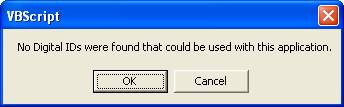 VBScript
No Digital IDs were found that could be used with this application.
OK Cancel